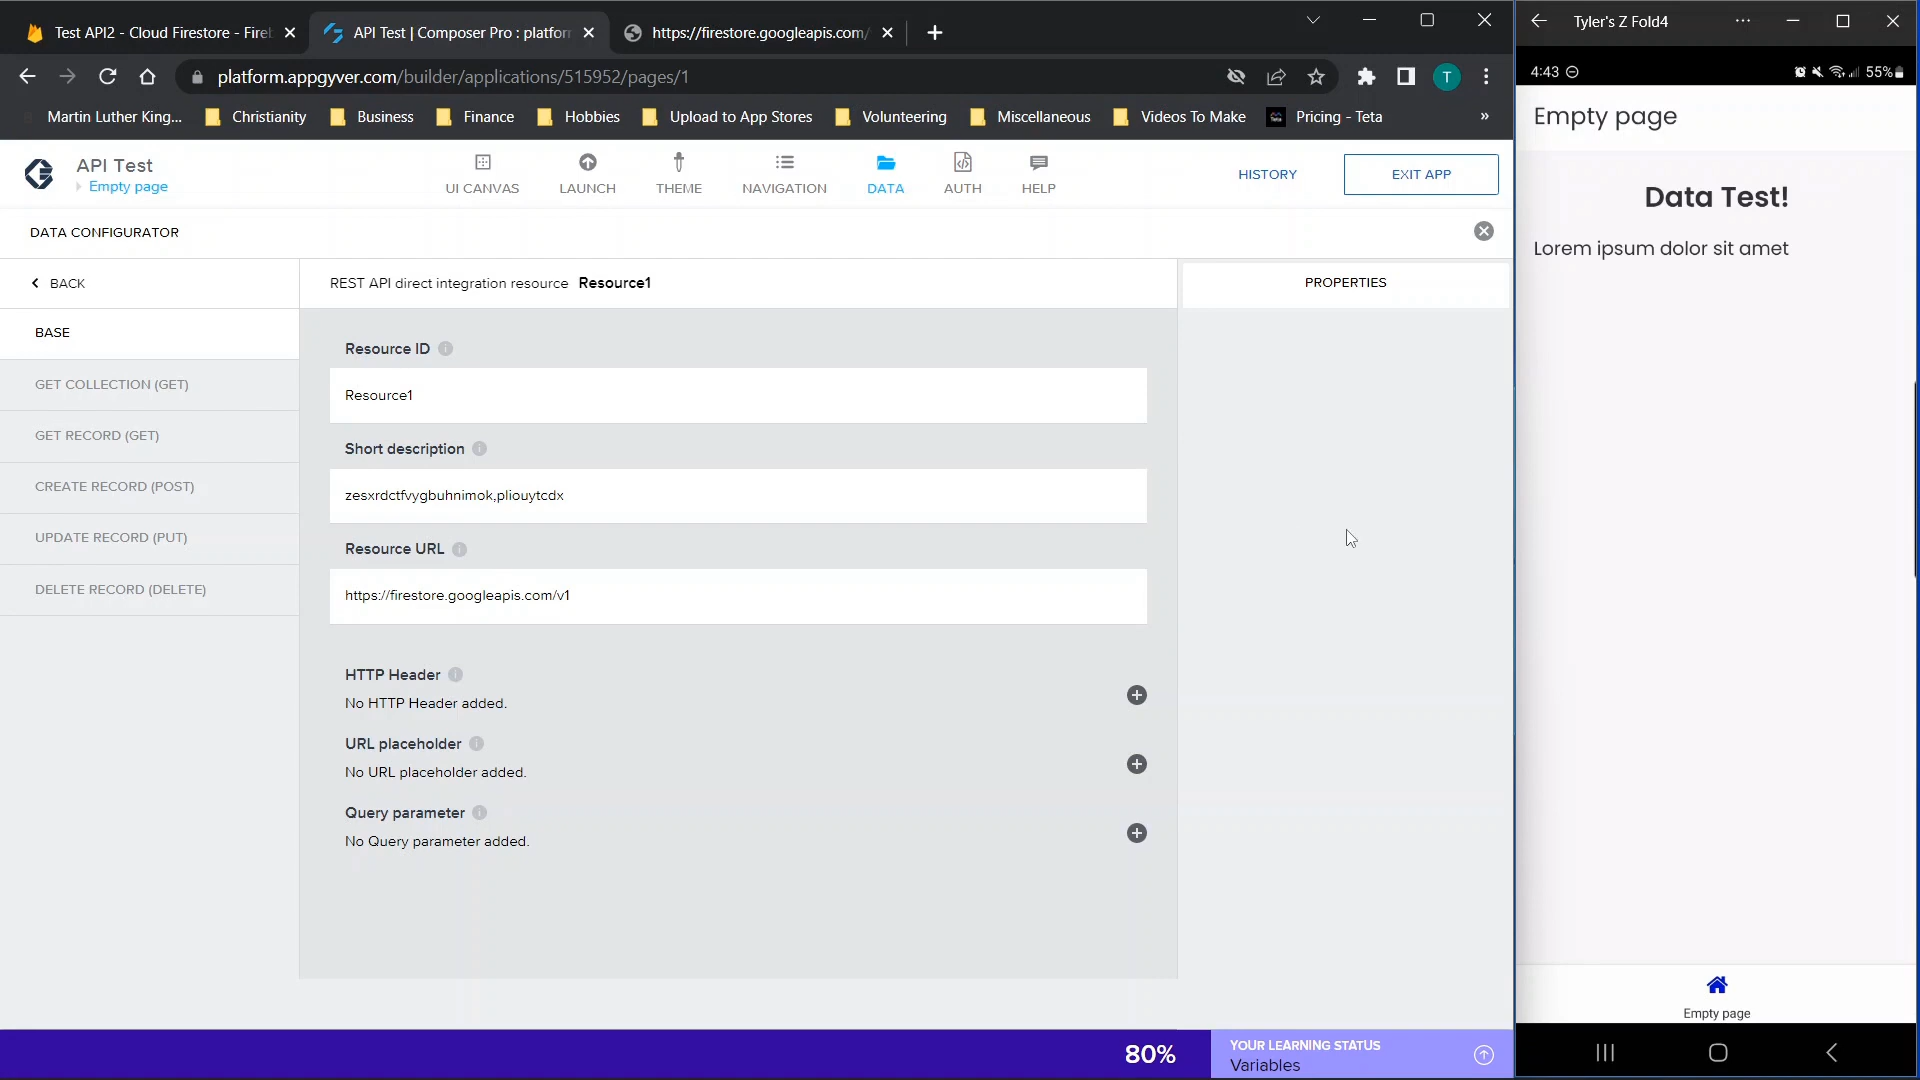 Test API2 - Cloud Firestore - Fire
API Test | Composer Pro : platfor
https://firestore.googleapis.com/
platform.appgyver.com/builder/applications/515952/pages/1
T
Martin Luther King...
Christianity
Business
Finance
Hobbies
Upload to App Stores
Volunteering
Miscellaneous
Videos To Make
Pricing - Teta
»
API Test
Empty page
UI CANVAS
LAUNCH
THEME
NAVIGATION
DATA
AUTH
HELP
HISTORY
EXIT APP
DATA CONFIGURATOR
BACK
REST API direct integration resource Resource1
PROPERTIES
BASE
GET COLLECTION (GET)
GET RECORD (GET)
CREATE RECORD (POST)
UPDATE RECORD (PUT)
DELETE RECORD (DELETE)
Resource ID
Resource1
Short description
zesxrdctfvygbuhnimok,pliouytcdx
Resource URL
https://firestore.googleapis.com/v1
HTTP Header
No HTTP Header added.
URL placeholder
No URL placeholder added.
Query parameter
No Query parameter added.
80%
YOUR LEARNING STATUS
Variables
Tyler's Z Fold4
4:43
55%
Empty page
Data Test!
Lorem ipsum dolor sit amet
Empty page